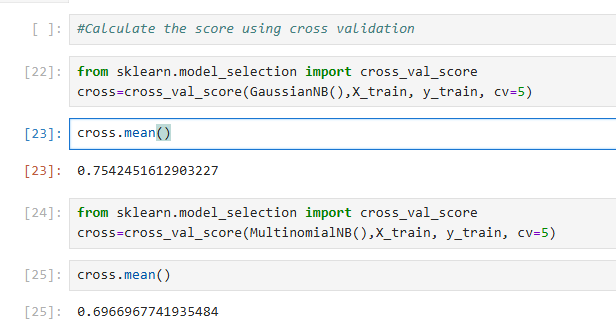 [ ]: #Calculate the score using cross validation
[22]: from sklearn.model_selection import cross_val_score
cross=cross_val_score(GaussianNB(),X_train, y_train, cv=5)
[23]: cross.mean()
[23]: 0.7542451612903227
[24]: from sklearn.model_selection import cross_val_score
cross=cross_val_score(MultinomialNB(),X_train, y_train, cv=5)
[25]: cross.mean()
[25]: 0.6966967741935484